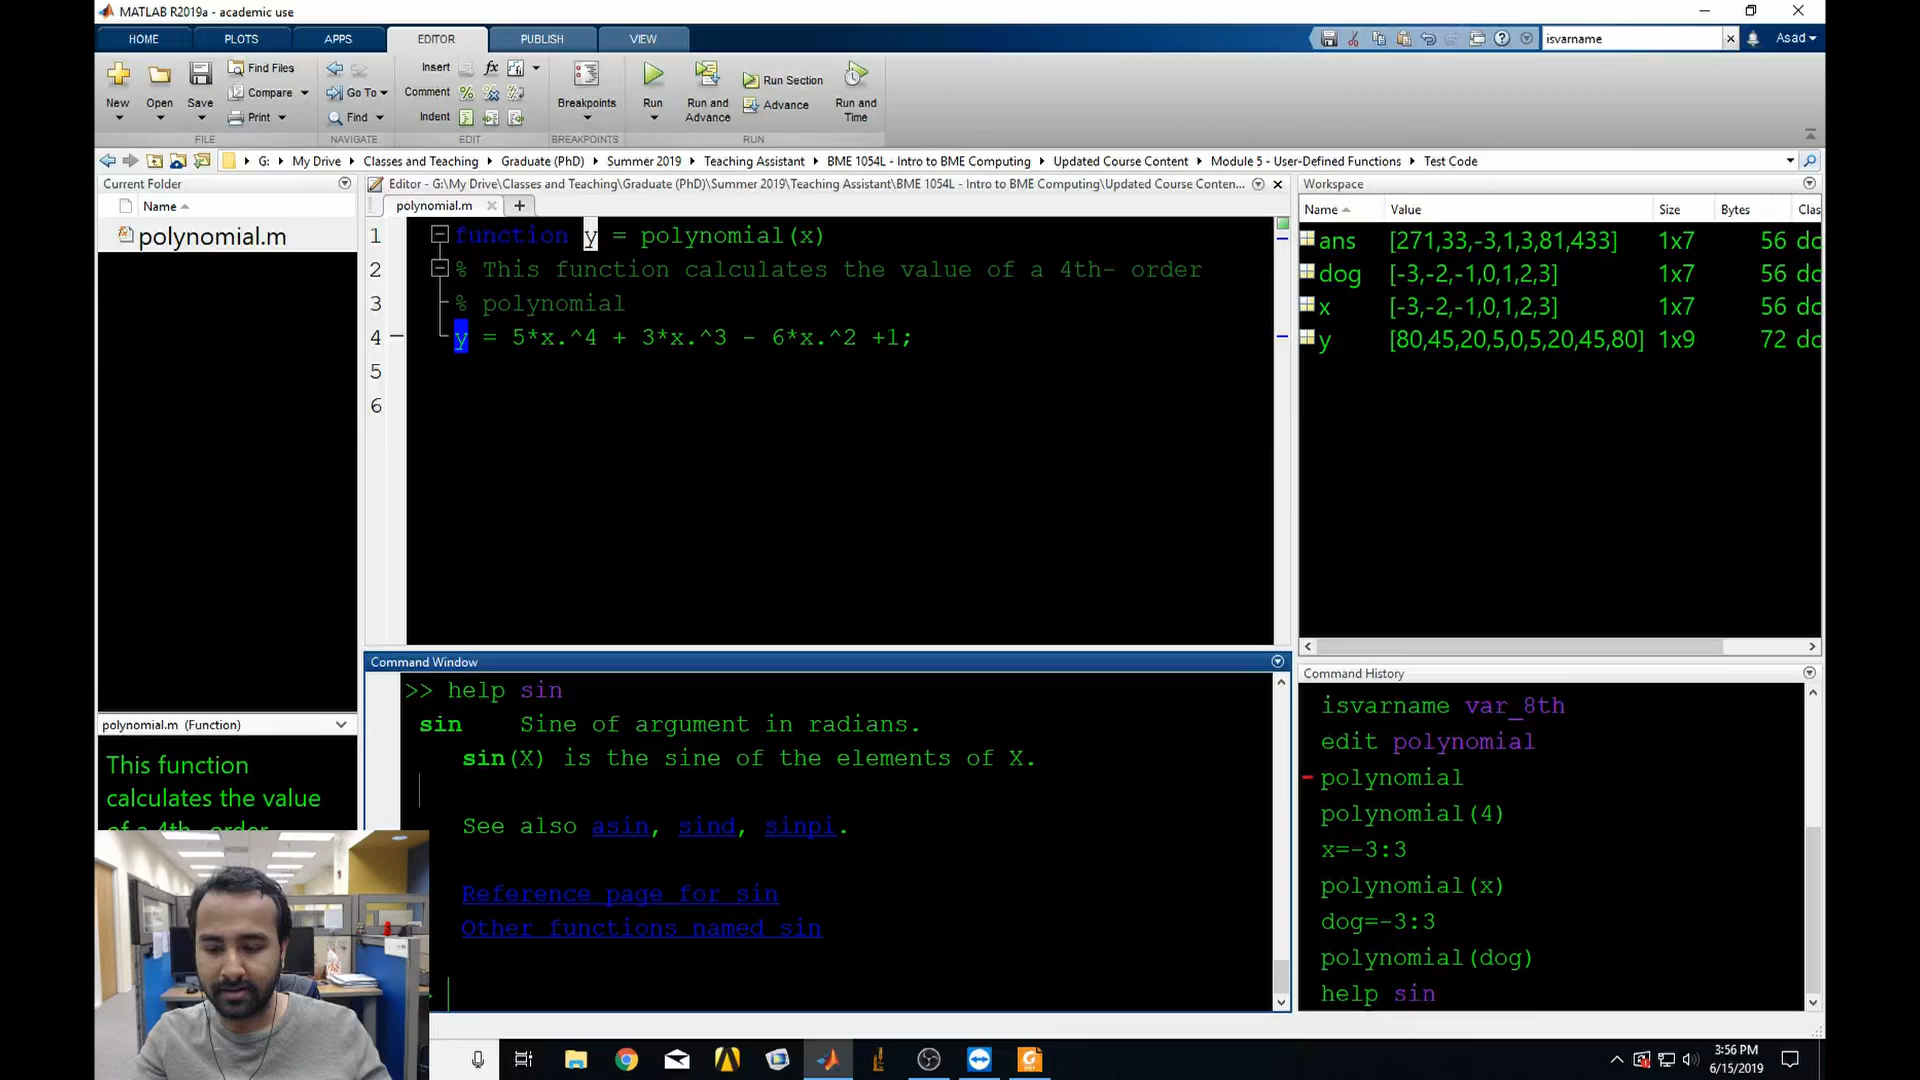 MATLAB R2019a - academic use
HOME PLOTS APPS EDITOR PUBLISH VIEW
isvarname
Asad
New
Open
Save
Find Files
Compare
Print
FILE
Go To
Find
NAVIGATE
Insert
Comment
Indent
EDIT
Breakpoints
BREAKPOINTS
Run
Run and Advance
Run Section
Advance
Run and Time
RUN
G: My Drive Classes and Teaching Graduate (PhD) Summer 2019 Teaching Assistant BME 1054L - Intro to BME Computing Updated Course Content Module 5 - User-Defined Functions Test Code
Current Folder
Name
polynomial.m
polynomial.m (Function)
This function
calculates the value
of a 4th- order
Editor - G:\My Drive\Classes and Teaching\Graduate (PhD)\Summer 2019\Teaching Assistant\BME 1054L - Intro to BME Computing\Updated Course Conten...
polynomial.m
1 function y = polynomial(x)
2 % This function calculates the value of a 4th- order
3 % polynomial
4 y = 5*x.^4 + 3*x.^3 - 6*x.^2 +1;
5
6
Command Window
>> help sin
sin Sine of argument in radians.
sin(X) is the sine of the elements of X.
See also asin, sind, sinpi.
Reference page for sin
Other functions named sin
Workspace
Name Value Size Bytes Clas
ans [271,33,-3,1,3,81,433] 1x7 56 dc
dog [-3,-2,-1,0,1,2,3] 1x7 56 dc
x [-3,-2,-1,0,1,2,3] 1x7 56 dc
y [80,45,20,5,0,5,20,45,80] 1x9 72 dc
Command History
isvarname var_8th
edit polynomial
polynomial
polynomial(4)
x=-3:3
polynomial(x)
dog=-3:3
polynomial(dog)
help sin
3:56 PM
6/15/2019